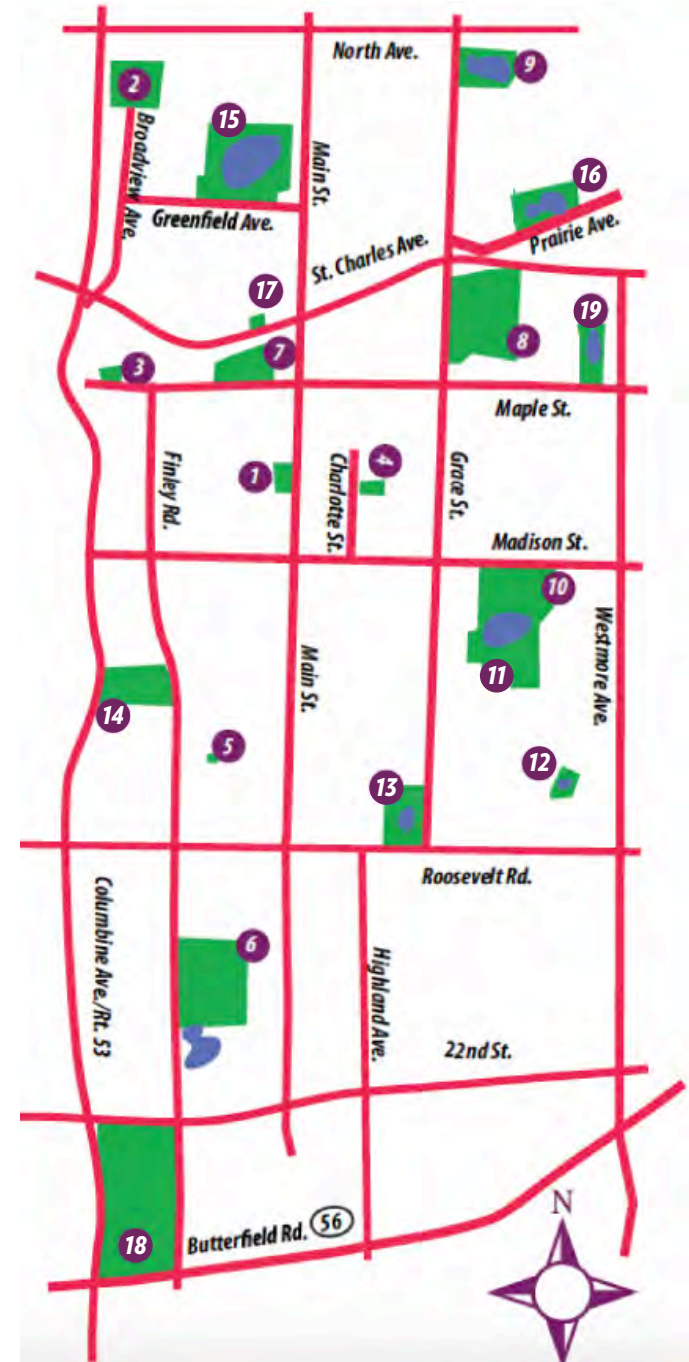 North Ave.
9
2
15
Broadview Ave.
Main St.
16
Greenfield Ave.
Prairie Ave.
St. Charles Ave.
17
19
8
7
3
Maple St.
Finley Rd.
1
Charlotte St.
4
Grace St.
Madison St.
10
Westmore Ave.
11
Main St.
14
5
12
13
Roosevelt Rd.
Columbine Ave./Rt. 53
6
Highland Ave.
22nd St.
N
56
Butterfield Rd.
18